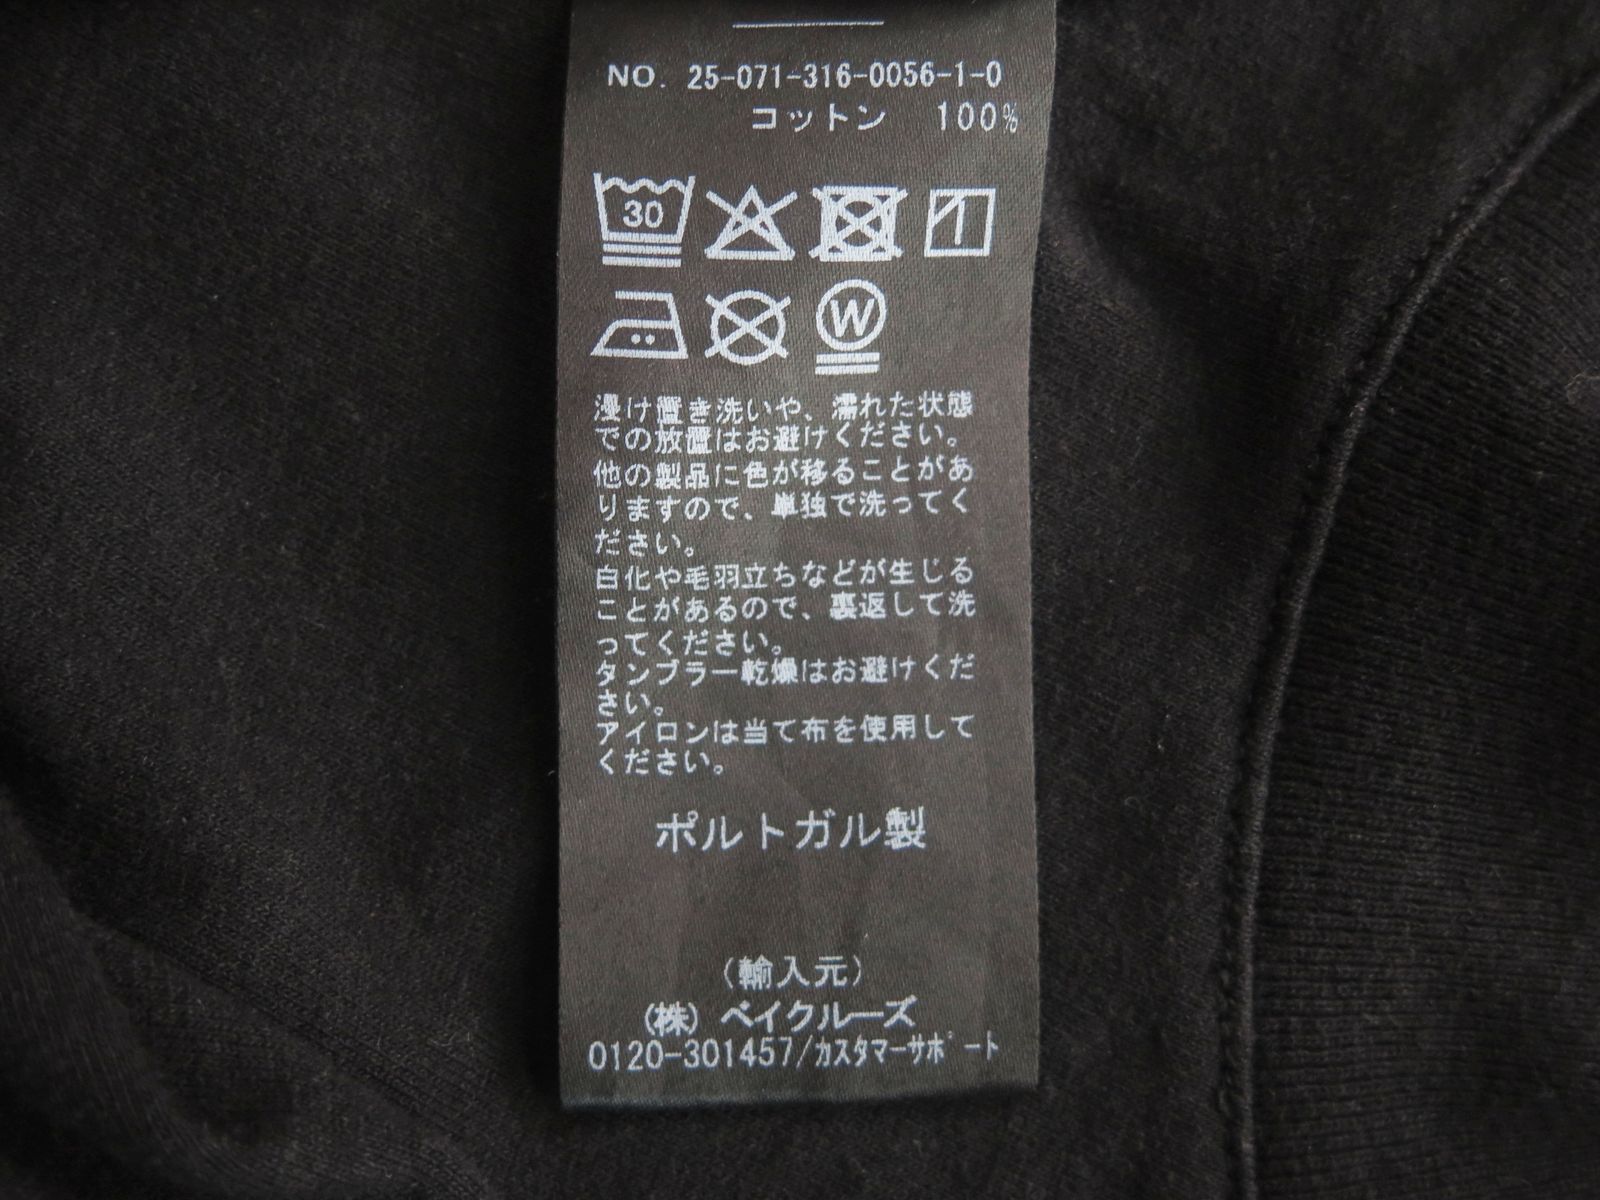 NO. 25-071-316-0056-1-0
コットン 100%
30
W
浸け置き洗いや、濡れた状態
での放置はお避けください。
他の製品に色が移ることがあ
りますので、単独で洗ってく
ださい。
白化や毛羽立ちなどが生じる
ことがあるので、裏返して洗
ってください。
タンブラー乾燥はお避けくだ
さい。
アイロンは当て布を使用して
ください。
ポルトガル製
(輸入元)
(株) ベイクルーズ
0120-301457/カスタマーサポート